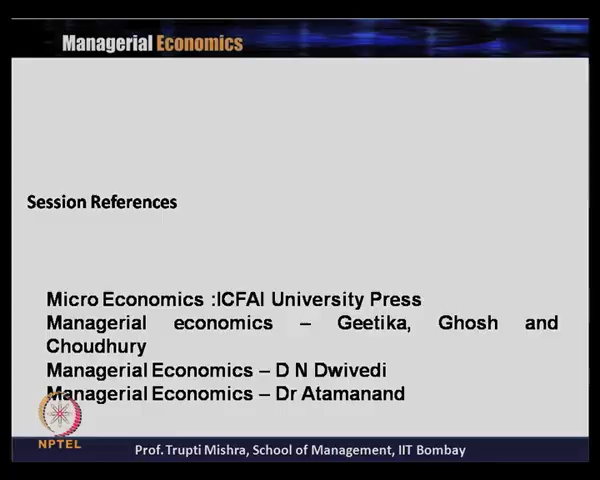 Managerial Economics
Session References
Micro Economics :ICFAI University Press
Managerial economics – Geetika, Ghosh and
Choudhury
Managerial Economics – D N Dwivedi
Managerial Economics – Dr Atamanand
NPTEL
Prof. Trupti Mishra, School of Management, IIT Bombay